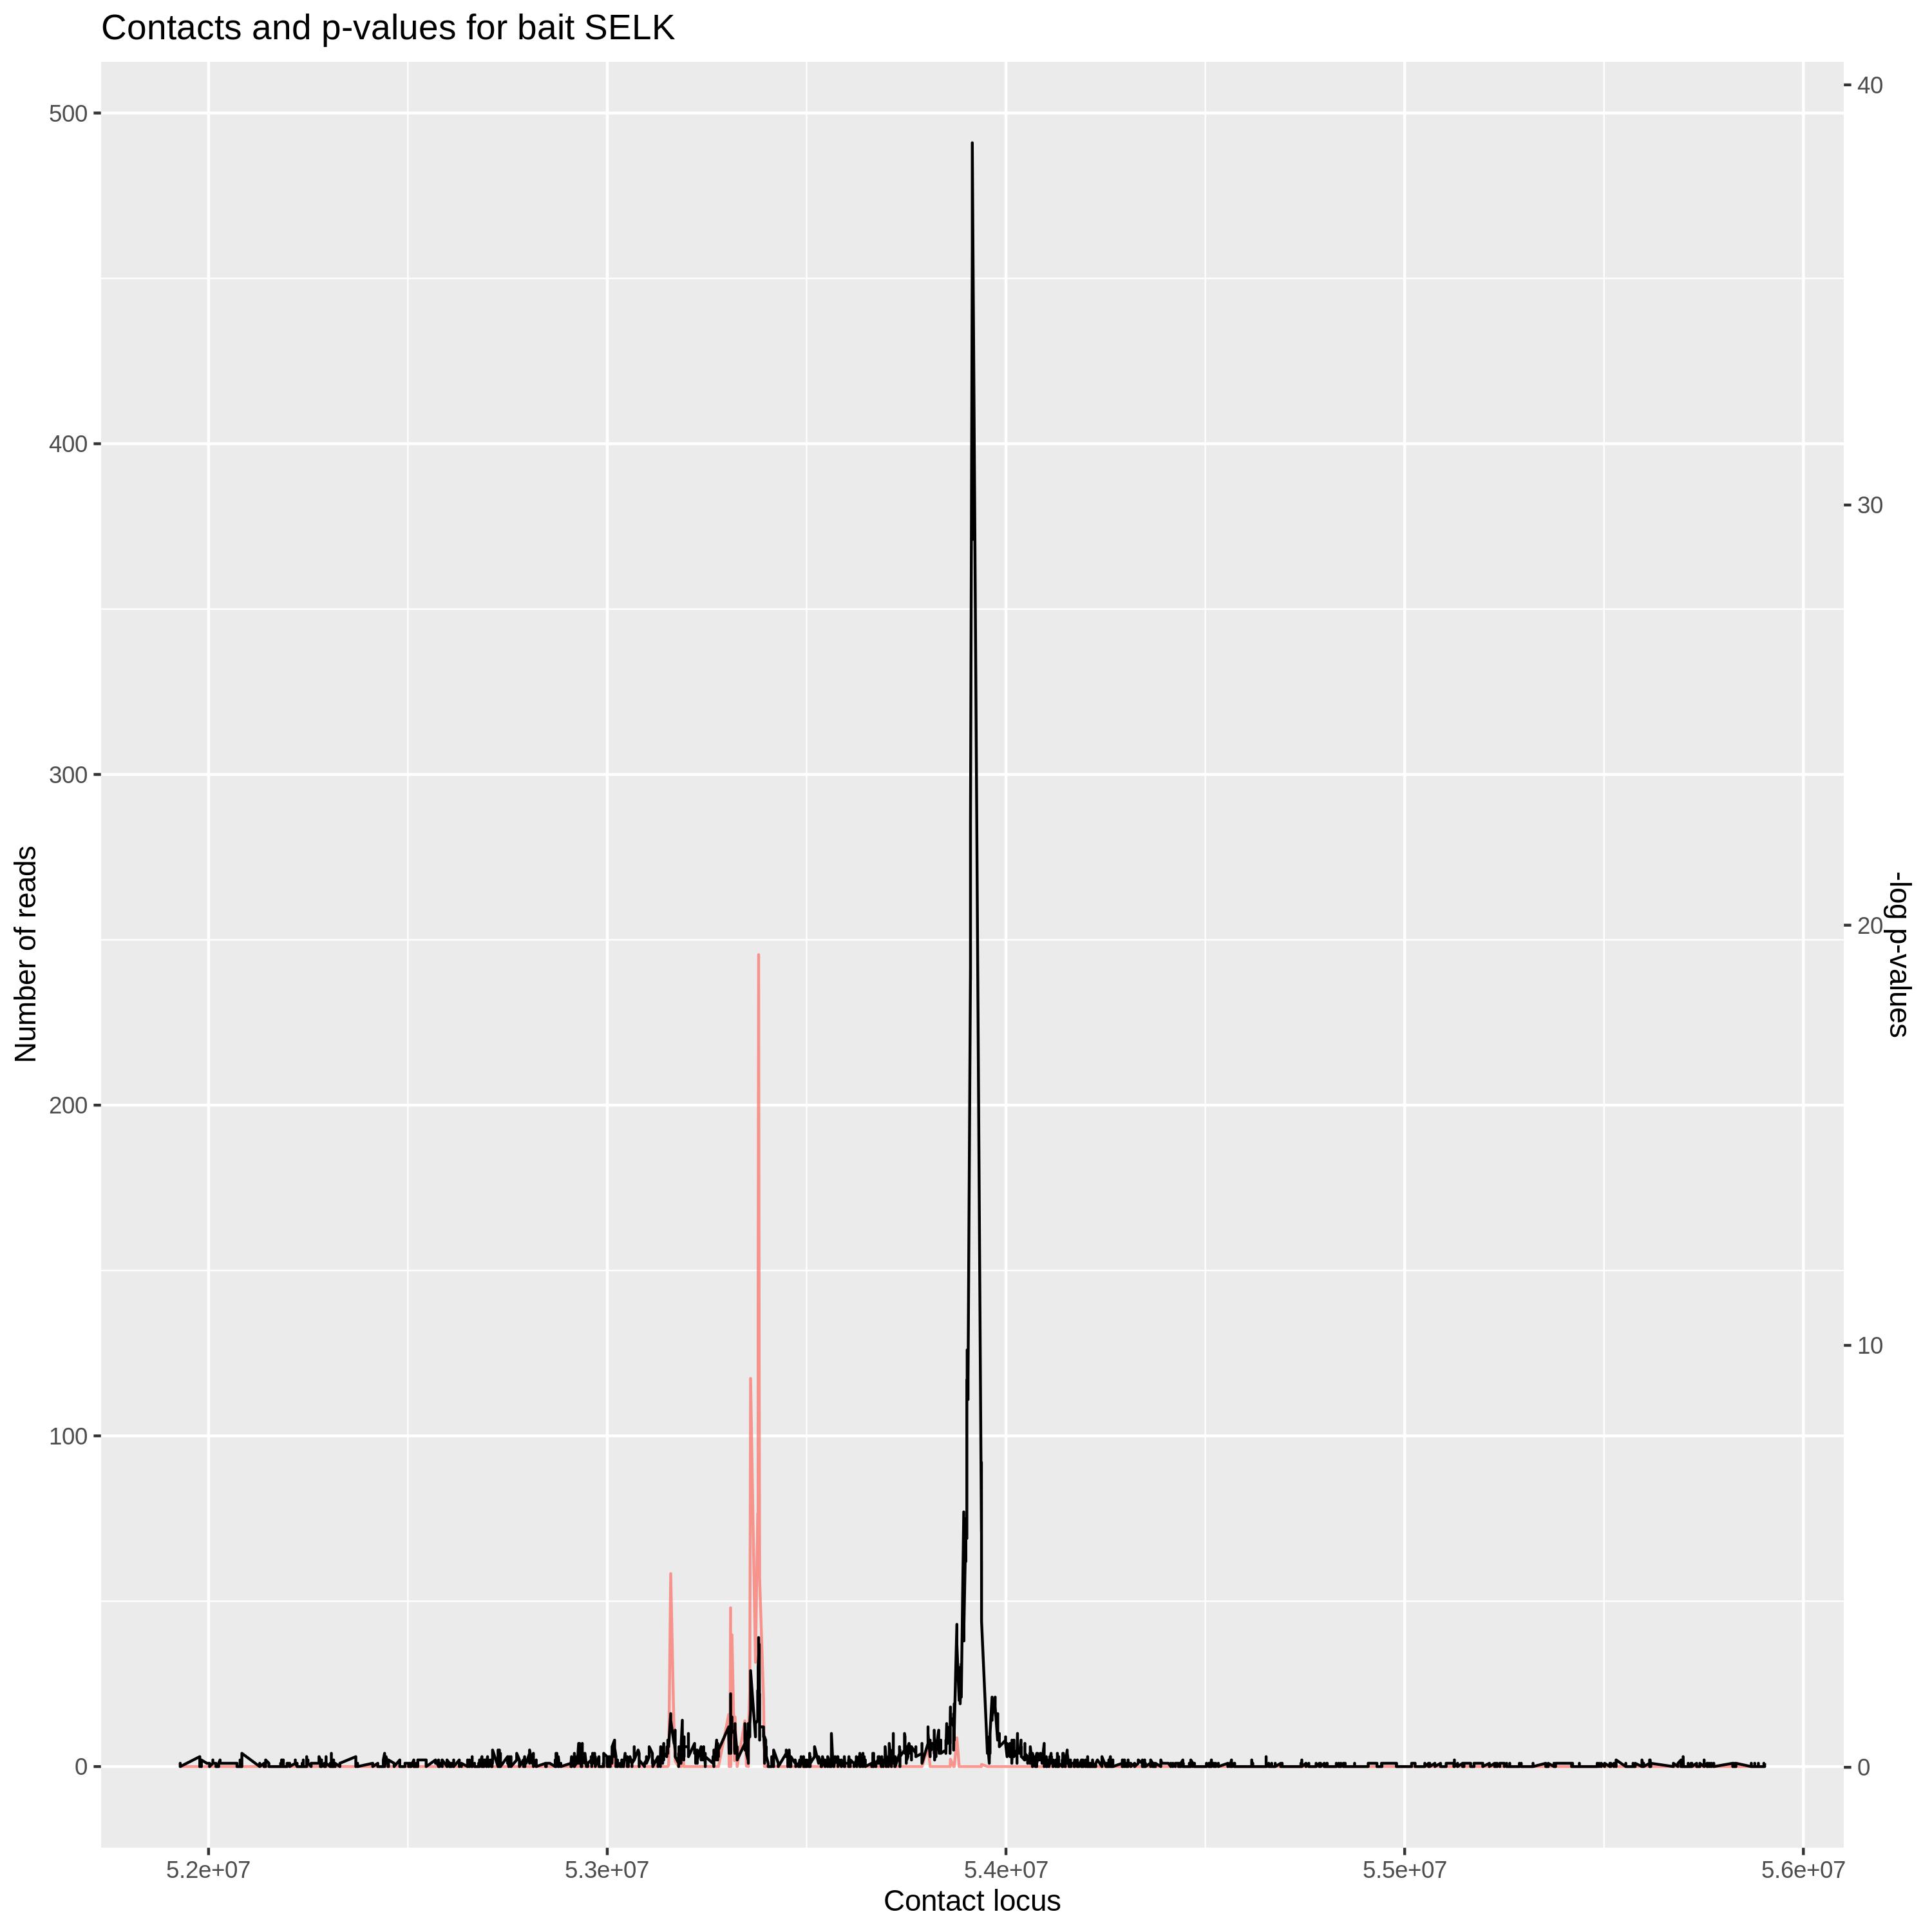 Contacts and p-values for bait SELK
500
400
300
200
100
0
Number of reads
40
30
20
10
0
-log p-values
5.2e+07
5.3e+07
5.4e+07
5.5e+07
5.6e+07
Contact locus